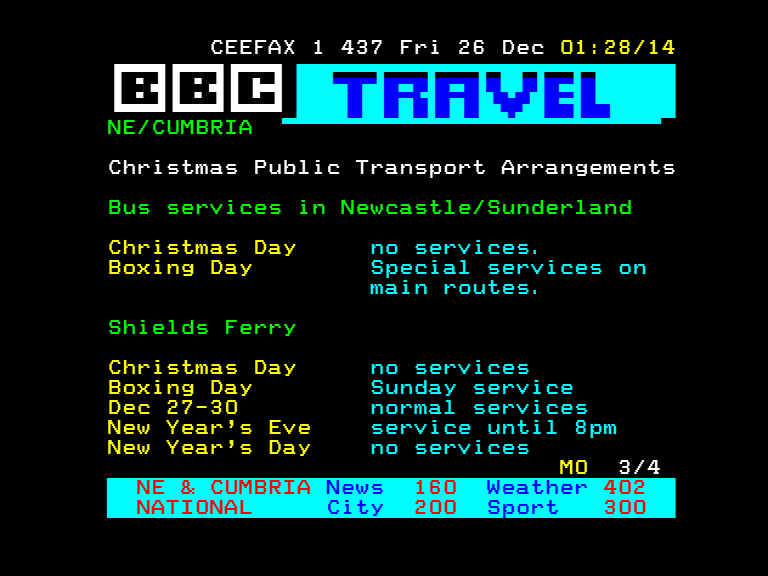 CEEFAX 1 437 Fri 26 Dec 01:28/14
BBC TRAVEL
NE/CUMBRIA
Christmas Public Transport Arrangements
Bus services in Newcastle/Sunderland
Christmas Day no services.
Boxing Day Special services on
main routes.
Shields Ferry
Christmas Day no services
Boxing Day Sunday service
Dec 27-30 normal services
New Year's Eve service until 8pm
New Year's Day no services
MO 3/4
NE & CUMBRIA News 160 Weather 402
NATIONAL City 200 Sport 300